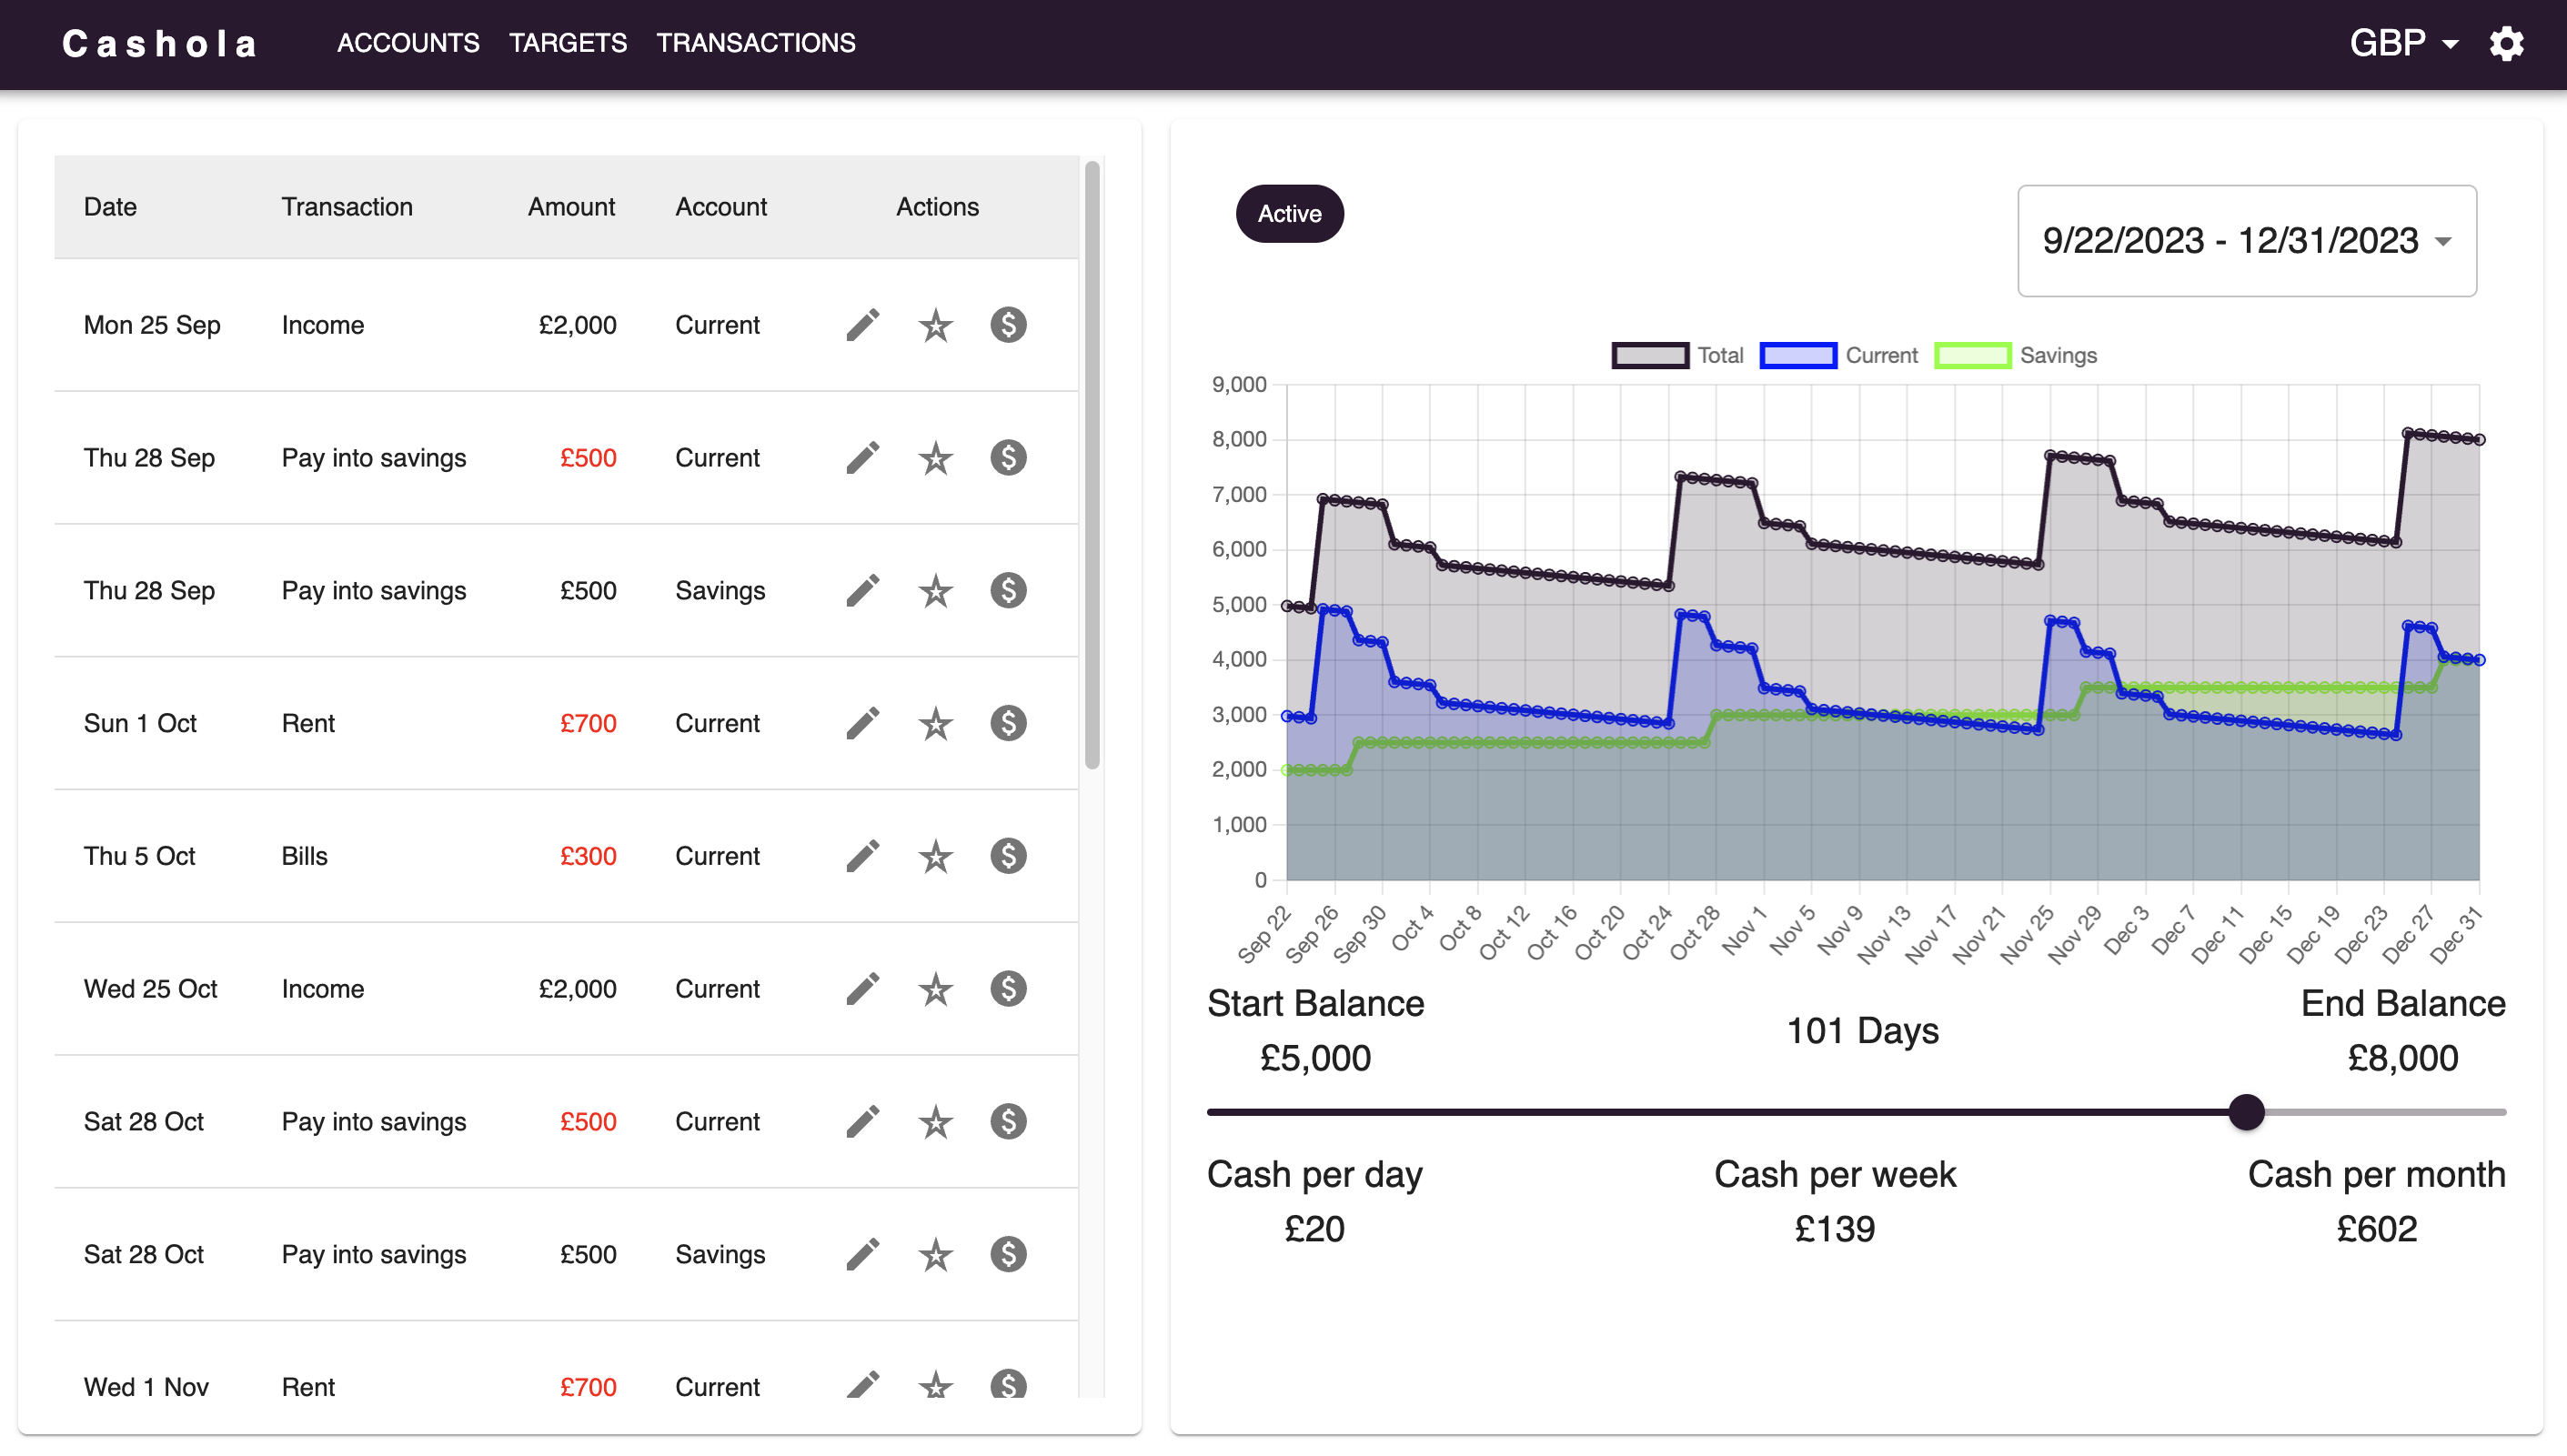 Cashola ACCOUNTS TARGETS TRANSACTIONS GBP
Date Transaction Amount Account Actions
Mon 25 Sep Income £2,000 Current
Thu 28 Sep Pay into savings £500 Current
Thu 28 Sep Pay into savings £500 Savings
Sun 1 Oct Rent £700 Current
Thu 5 Oct Bills £300 Current
Wed 25 Oct Income £2,000 Current
Sat 28 Oct Pay into savings £500 Current
Sat 28 Oct Pay into savings £500 Savings
Wed 1 Nov Rent £700 Current
Active
9/22/2023 - 12/31/2023
Total Current Savings
9,000
8,000
7,000
6,000
5,000
4,000
3,000
2,000
1,000
0
Sep 22 Sep 26 Sep 30 Oct 4 Oct 8 Oct 12 Oct 16 Oct 20 Oct 24 Oct 28 Nov 1 Nov 5 Nov 9 Nov 13 Nov 17 Nov 21 Nov 25 Nov 29 Dec 3 Dec 7 Dec 11 Dec 15 Dec 19 Dec 23 Dec 27 Dec 31
Start Balance 101 Days End Balance
£5,000 £8,000
Cash per day Cash per week Cash per month
£20 £139 £602